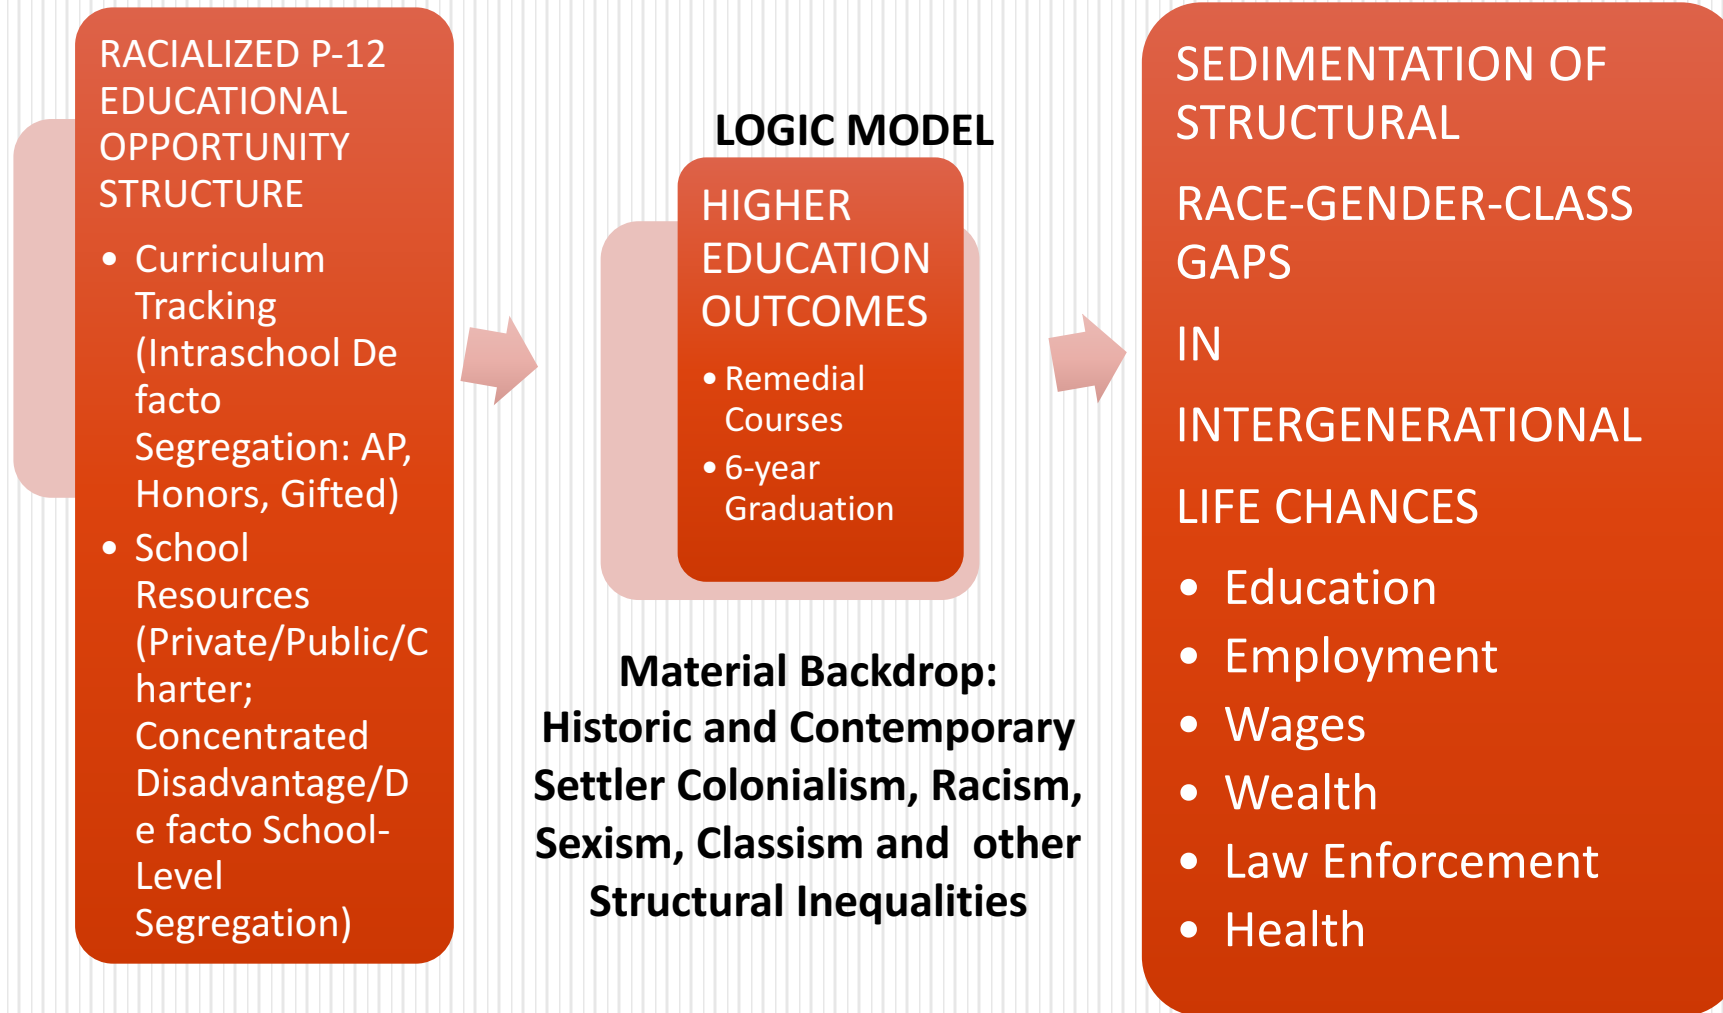 RACIALIZED P-12
EDUCATIONAL
OPPORTUNITY
STRUCTURE
• Curriculum
Tracking
(Intraschool De
facto
Segregation: AP,
Honors, Gifted)
• School
Resources
(Private/Public/C
harter;
Concentrated
Disadvantage/D
e facto School-
Level
Segregation)
LOGIC MODEL
HIGHER
EDUCATION
OUTCOMES
• Remedial
Courses
• 6-year
Graduation
Material Backdrop:
Historic and Contemporary
Settler Colonialism, Racism,
Sexism, Classism and  other
Structural Inequalities
SEDIMENTATION OF
STRUCTURAL
RACE-GENDER-CLASS
GAPS
IN
INTERGENERATIONAL
LIFE CHANCES
• Education
• Employment
• Wages
• Wealth
• Law Enforcement
• Health